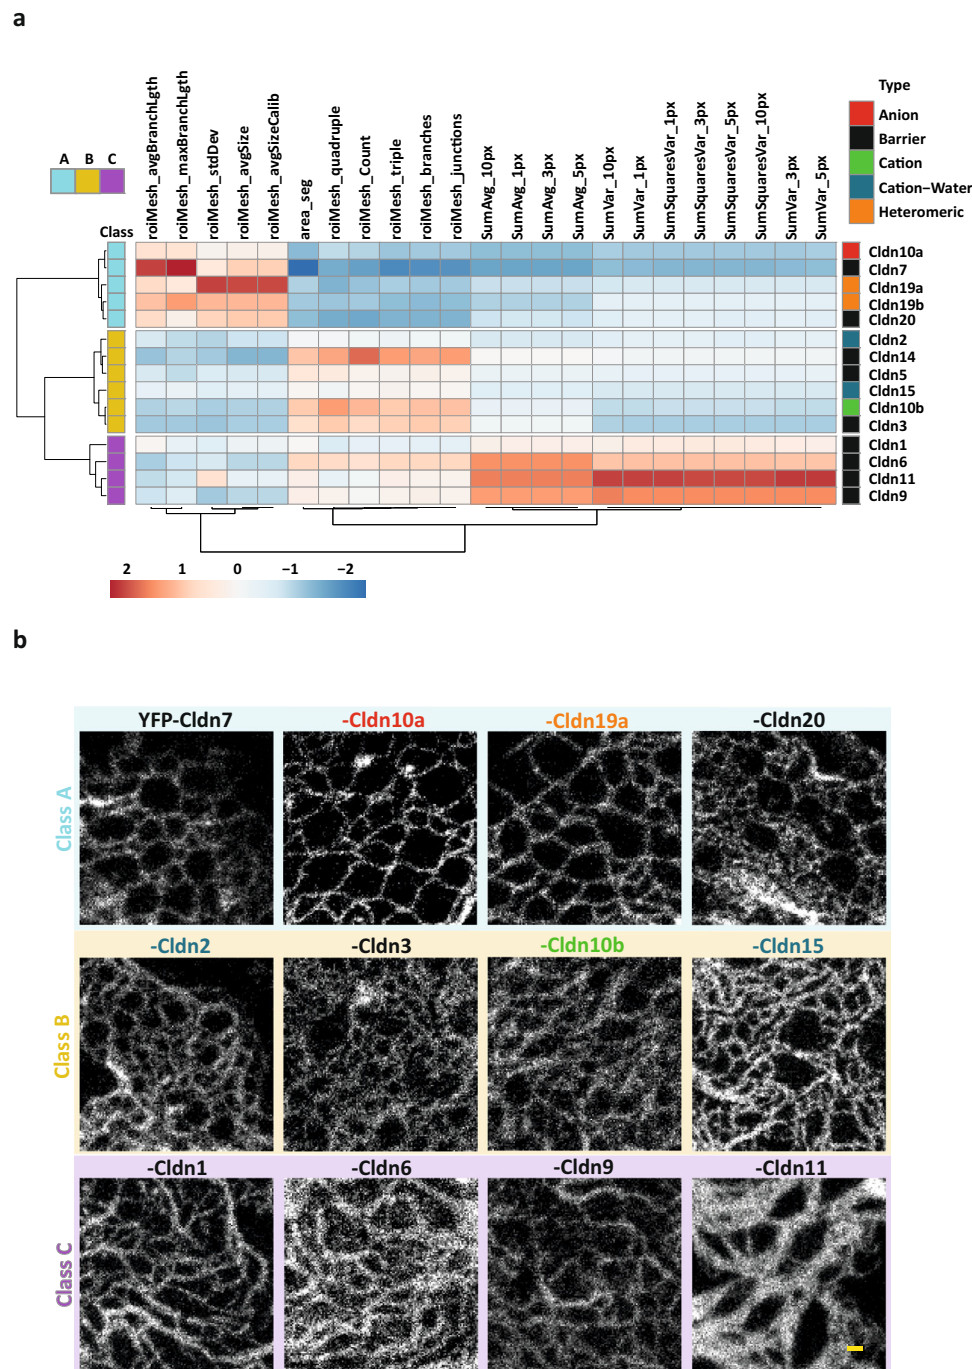 a
Type
Anion
Barrier
Cation
Cation–Water
Heteromeric
A B C
Class
roiMesh_avgBranchLgth
roiMesh_maxBranchLgth
roiMesh_stdDev
roiMesh_avgSize
roiMesh_avgSizeCalib
area_seg
roiMesh_quadruple
roiMesh_Count
roiMesh_triple
roiMesh_branches
roiMesh_junctions
SumAvg_10px
SumAvg_1px
SumAvg_3px
SumAvg_5px
SumVar_10px
SumVar_1px
SumSquaresVar_1px
SumSquaresVar_3px
SumSquaresVar_5px
SumSquaresVar_10px
SumVar_3px
SumVar_5px
Cldn10a
Cldn7
Cldn19a
Cldn19b
Cldn20
Cldn2
Cldn14
Cldn5
Cldn15
Cldn10b
Cldn3
Cldn1
Cldn6
Cldn11
Cldn9
2 1 0 −1 −2
b
YFP-Cldn7 -Cldn10a -Cldn19a -Cldn20
Class A
-Cldn2 -Cldn3 -Cldn10b -Cldn15
Class B
-Cldn1 -Cldn6 -Cldn9 -Cldn11
Class C